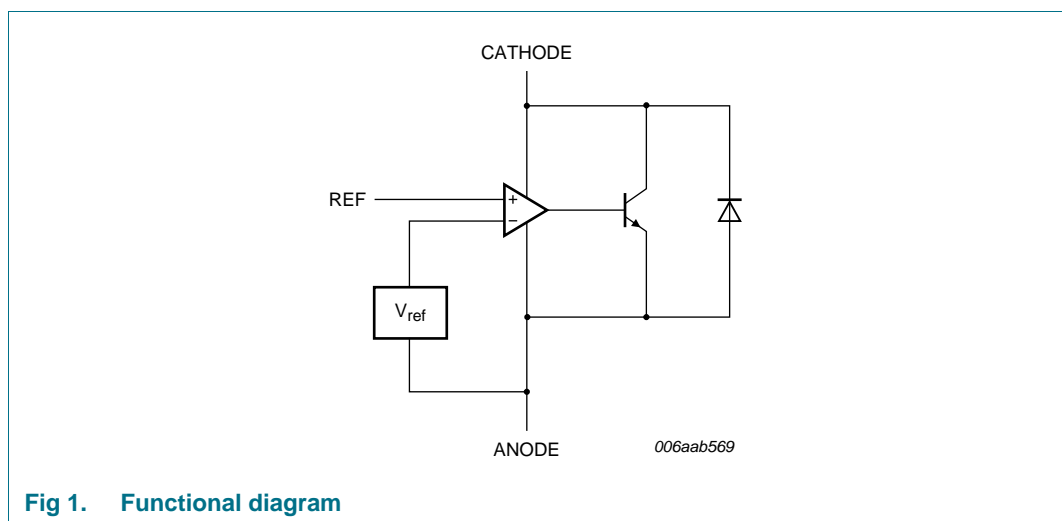 CATHODE
REF
+
−
V_ref
ANODE
006aab569
Fig 1. Functional diagram